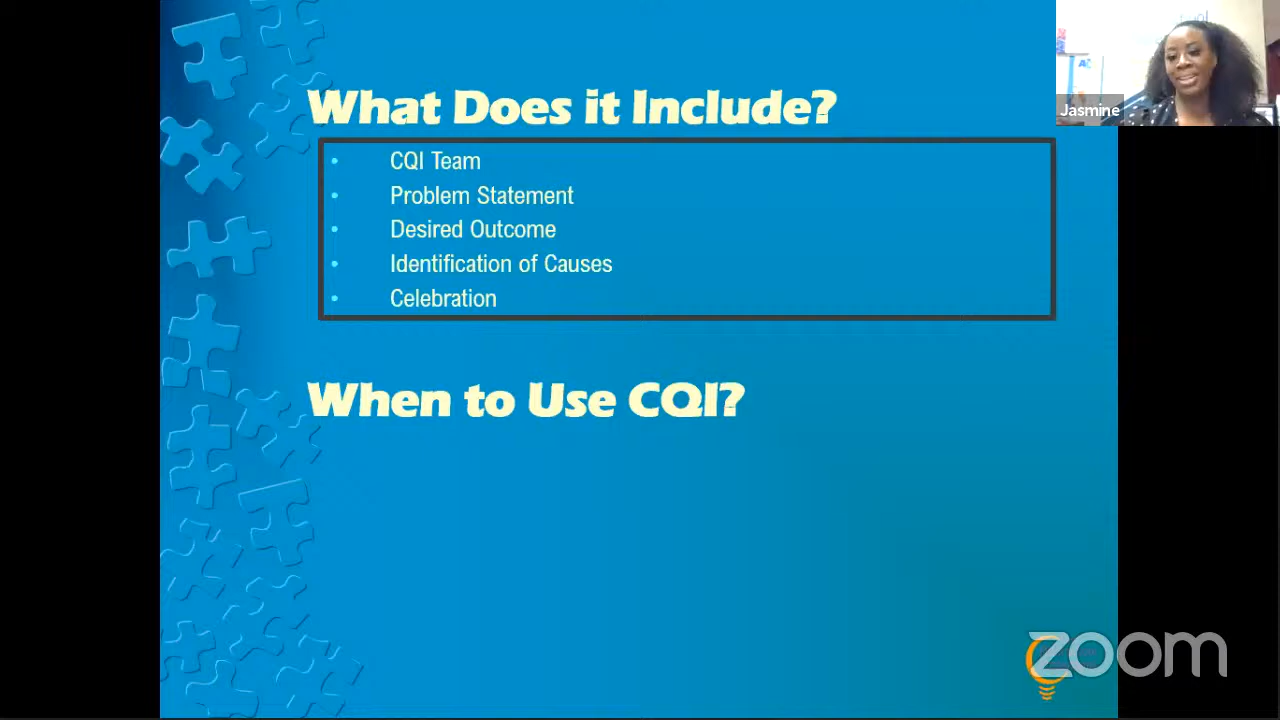 What Does it Include?
• CQI Team
• Problem Statement
• Desired Outcome
• Identification of Causes
• Celebration
When to Use CQI?
Jasmine
zoom